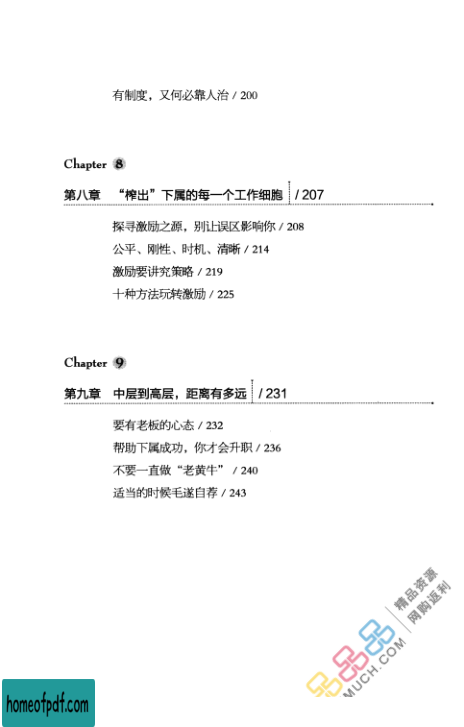 有制度，又何必靠人治 / 200
Chapter 8
第八章 “榨出”下属的每一个工作细胞 / 207
探寻激励之源，别让误区影响你 / 208
公平、刚性、时机、清晰 / 214
激励要讲究策略 / 219
十种方法玩转激励 / 225
Chapter 9
第九章 中层到高层，距离有多远 / 231
要有老板的心态 / 232
帮助下属成功，你才会升职 / 236
不要一直做“老黄牛” / 240
适当的时候毛遂自荐 / 243
精品资源
网购返利
MUCH.COM
homeofpdf.com